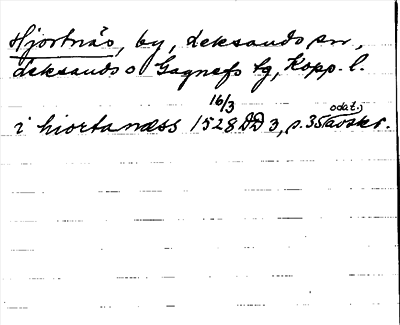 Hjortnäs, by, Leksands sn,
Leksands o Gagnefs tg, Kopp. l.
i hiortanæss 1528 16/3 DD 3, s. 35 (odat.) avskr.